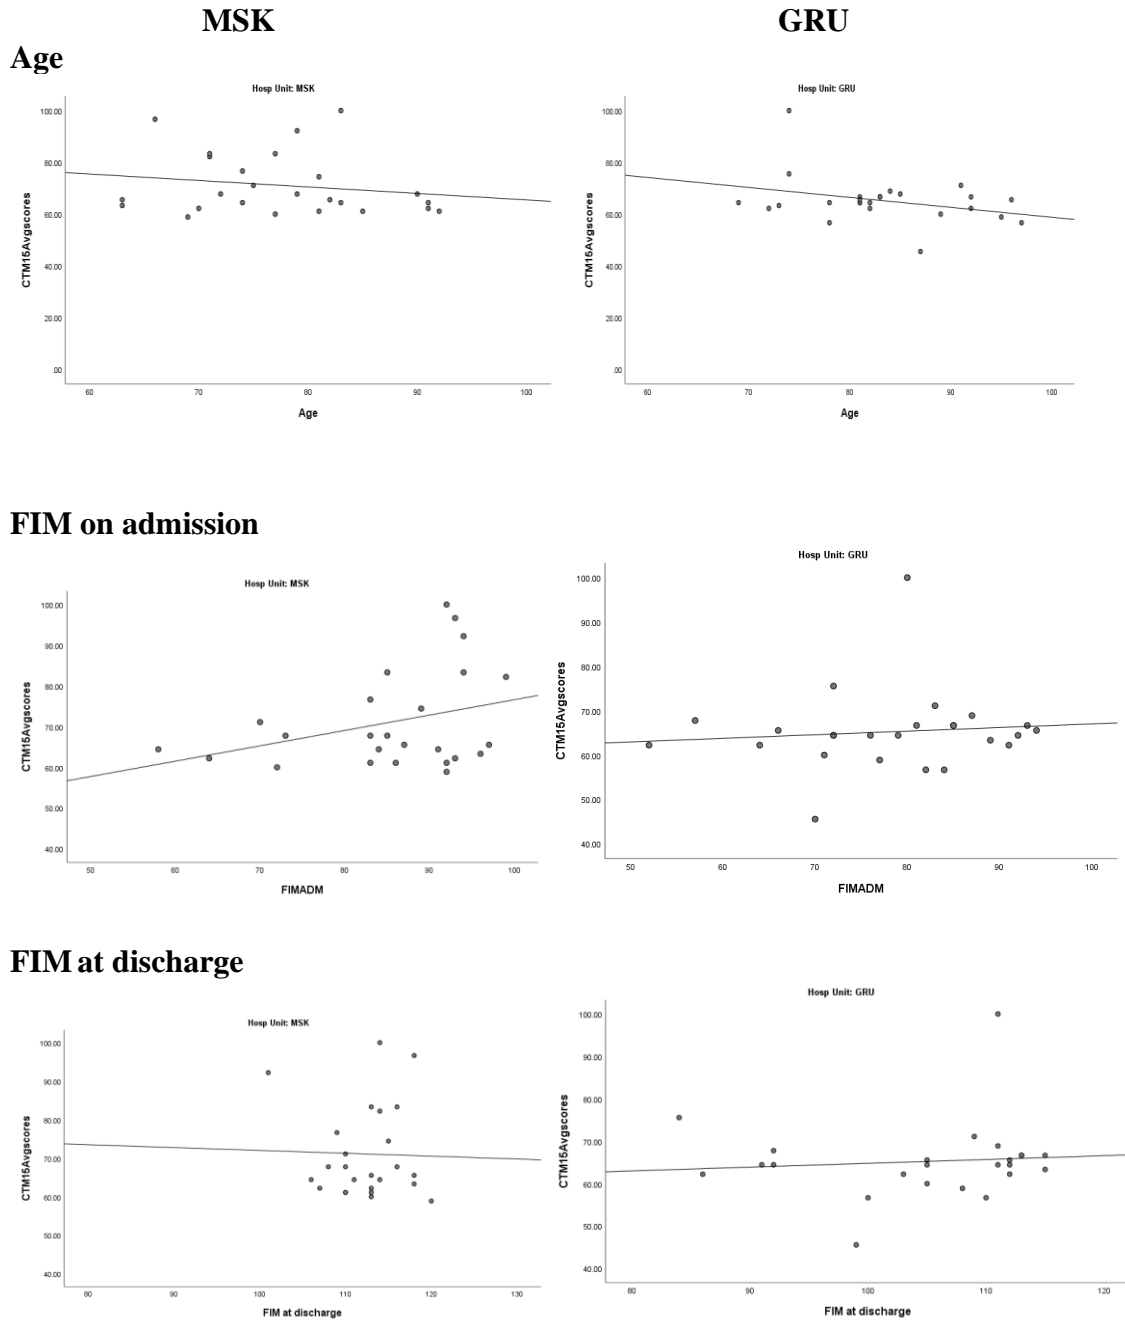 MSK GRU
Age
Hosp Unit: MSK
100.00
80.00
60.00
40.00
20.00
.00
CTM15Avgscores
60 70 80 90 100
Age
Hosp Unit: GRU
100.00
80.00
60.00
40.00
20.00
.00
CTM15Avgscores
60 70 80 90 100
Age
FIM on admission
Hosp Unit: MSK
100.00
90.00
80.00
70.00
60.00
50.00
40.00
CTM15Avgscores
50 60 70 80 90 100
FIMADM
Hosp Unit: GRU
100.00
90.00
80.00
70.00
60.00
50.00
40.00
CTM15Avgscores
50 60 70 80 90 100
FIMADM
FIM at discharge
Hosp Unit: MSK
100.00
90.00
80.00
70.00
60.00
50.00
40.00
CTM15Avgscores
80 90 100 110 120 130
FIM at discharge
Hosp Unit: GRU
100.00
90.00
80.00
70.00
60.00
50.00
40.00
CTM15Avgscores
80 90 100 110 120
FIM at discharge